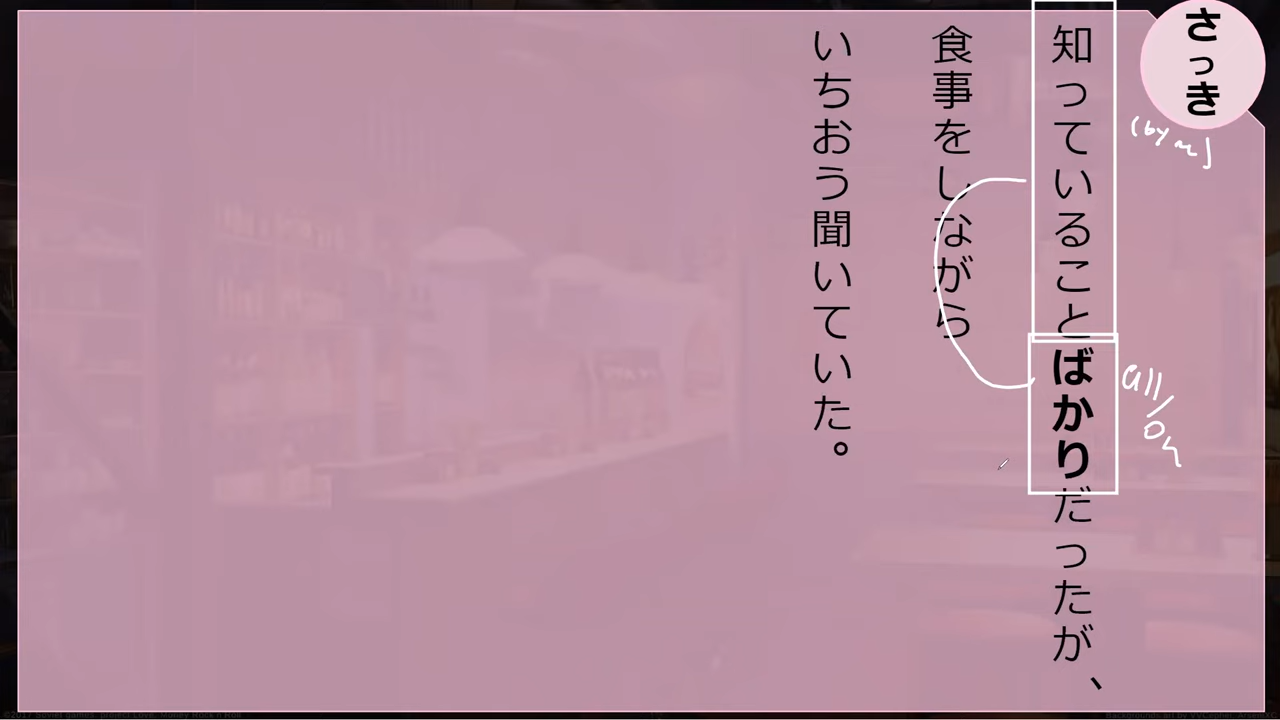 さっき
(by m)
知っていることばかりだったが、
all/on
食事をしながら
いちおう聞いていた。